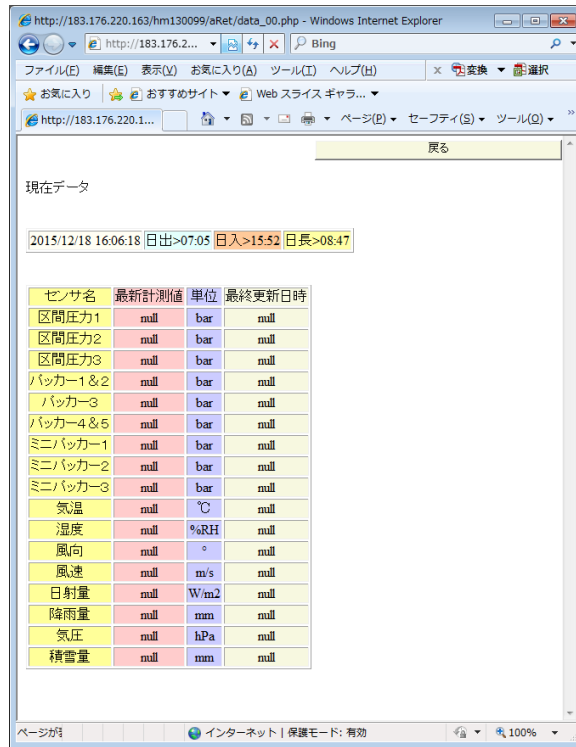 http://183.176.220.163/hm130099/aRet/data_00.php - Windows Internet Explorer
http://183.176.2... Bing
ファイル(F) 編集(E) 表示(V) お気に入り(A) ツール(T) ヘルプ(H) x 変換 選択
お気に入り おすすめサイト Web スライス ギャラ...
http://183.176.220.1... ページ(P) セーフティ(S) ツール(O) »
戻る
現在データ
2015/12/18 16:06:18 日出>07:05 日入>15:52 日長>08:47
センサ名 最新計測値 単位 最終更新日時
区間圧力1 null bar null
区間圧力2 null bar null
区間圧力3 null bar null
パッカー1&2 null bar null
パッカー3 null bar null
パッカー4&5 null bar null
ミニパッカー1 null bar null
ミニパッカー2 null bar null
ミニパッカー3 null bar null
気温 null ℃ null
湿度 null %RH null
風向 null ° null
風速 null m/s null
日射量 null W/m2 null
降雨量 null mm null
気圧 null hPa null
積雪量 null mm null
ページが インターネット | 保護モード: 有効 100%